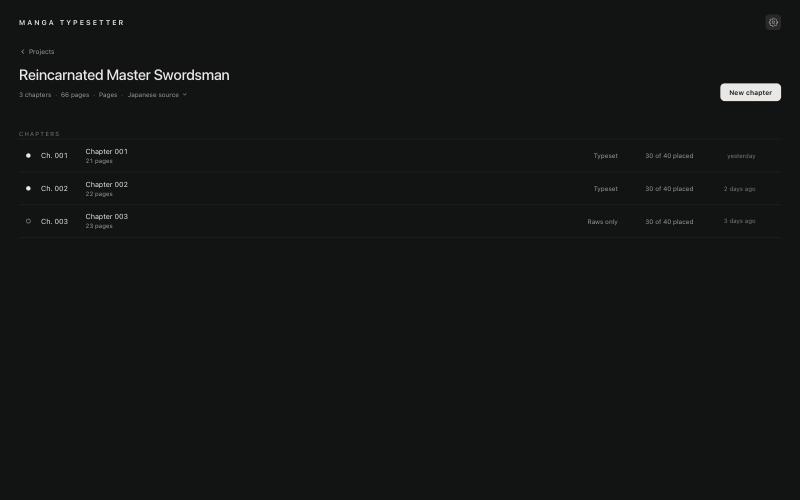 MANGA TYPESETTER
Projects
Reincarnated Master Swordsman
3 chapters · 66 pages · Pages · Japanese source
New chapter
CHAPTERS
Ch. 001 Chapter 001 Typeset 30 of 40 placed yesterday
21 pages
Ch. 002 Chapter 002 Typeset 30 of 40 placed 2 days ago
22 pages
Ch. 003 Chapter 003 Raws only 30 of 40 placed 3 days ago
23 pages